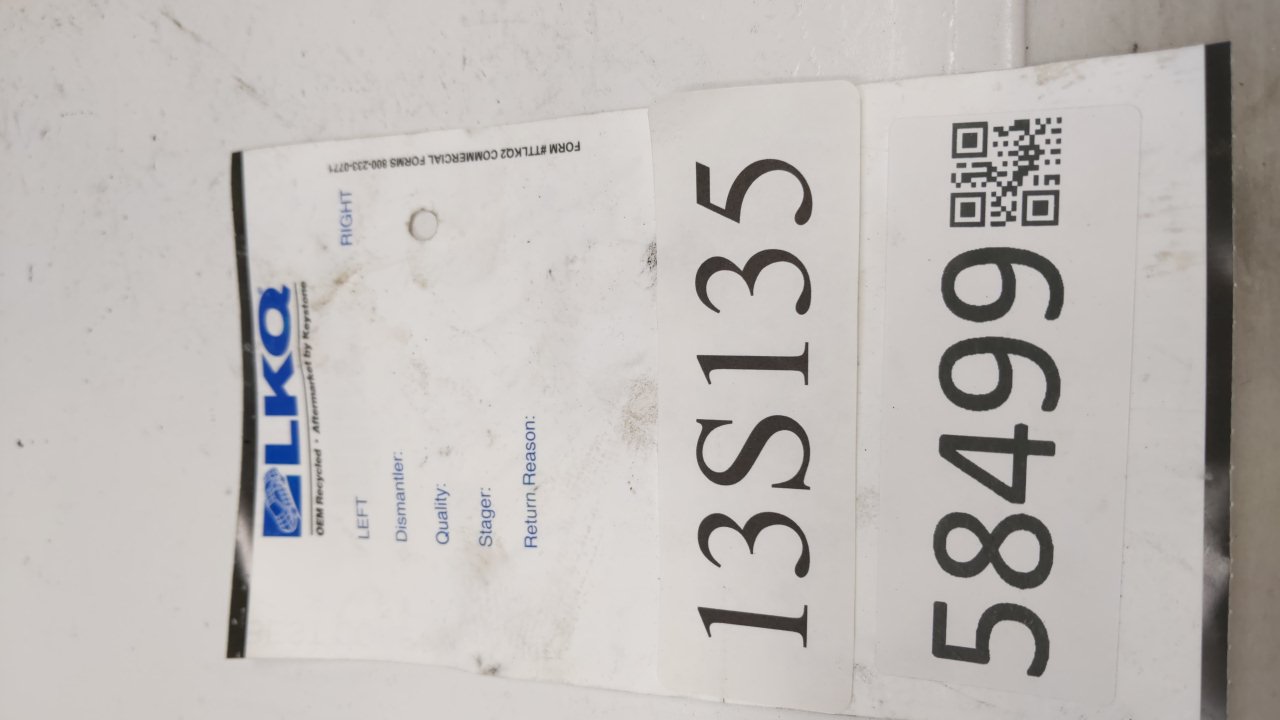 LKQ
OEM Recycled • Aftermarket by Keystone
LEFT RIGHT
Dismantler:
Quality:
Stager:
Return Reason:
FORM #TTLKQ2 COMMERCIAL FORMS 800-233-0771
13S135
58499